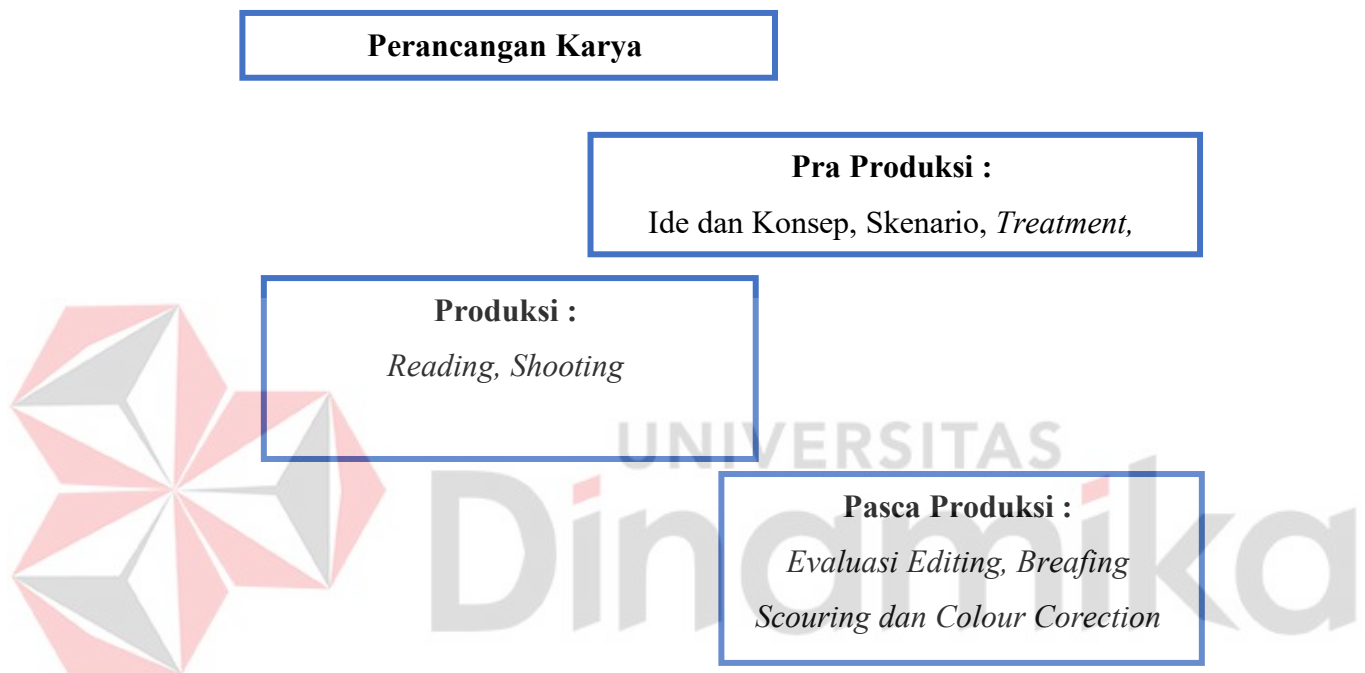 Perancangan Karya
Pra Produksi :
Ide dan Konsep, Skenario, Treatment,
Produksi :
Reading, Shooting
UNIVERSITAS
Dinamika
Pasca Produksi :
Evaluasi Editing, Breafing
Scouring dan Colour Corection